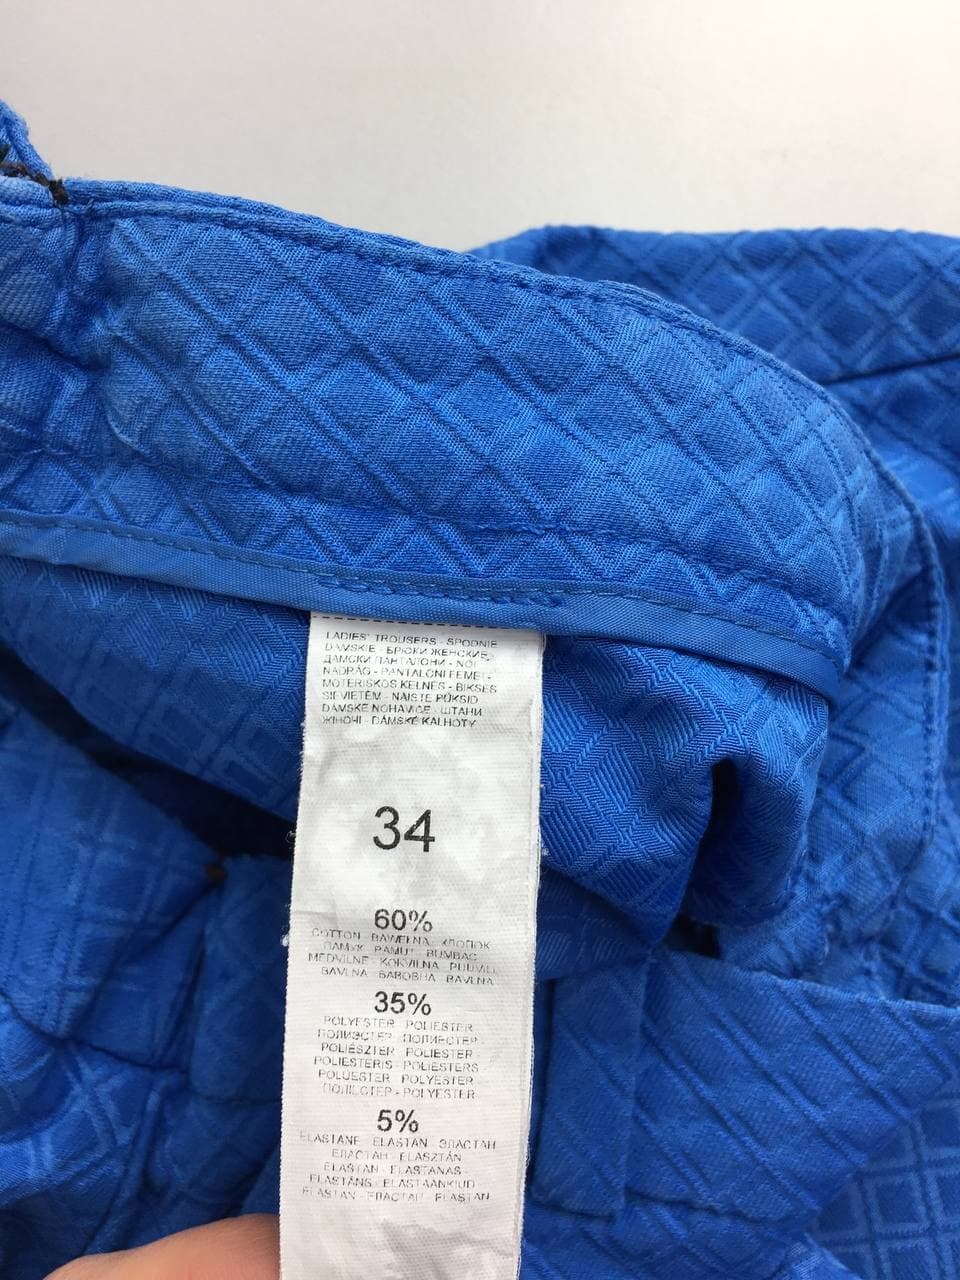 LADIES' TROUSERS - SPODNIE
DAMSKIE - БРЮКИ ЖЕНСКИЕ
ДАМСКИ ПАНТАЛОНИ - NŐI
NADRÁG - PANTALONI FEMEI -
MOTERIŠKOS KELNĖS - BIKSES
SIEVIETĒM - NAISTE PÜKSID
DÁMSKE NOHAVICE - ШТАНИ
ЖІНОЧІ - DÁMSKÉ KALHOTY
34
60%
COTTON BAWEŁNA - ХЛОПОК
ПАМУК PAMUT BUMBAC
MEDVILNĖ - KOKVILNA PUUVILL
BAVLNA БАВОВНА BAVLNA
35%
POLYESTER POLIESTER
ПОЛИЭСТЕР - ПОЛИЕСТЕР
POLIÉSZTER POLIESTER -
POLIESTERIS - POLIESTERS
POLÜESTER POLYESTER -
ПОЛІЕСТЕР - POLYESTER
5%
ELASTANE ELASTAN ЭЛАСТАН
ЕЛАСТАН - ELASZTÁN
ELASTAN - ELASTANAS -
ELASTĀNS - ELASTAANKIUD
ELASTAN - ЕЛАСТАН - ELASTAN